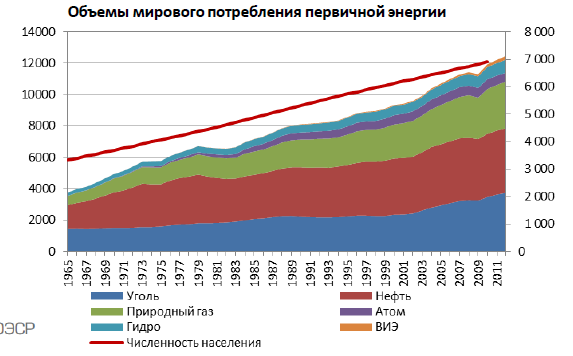 Объемы мирового потребления первичной энергии
14000 8 000
12000 7 000
10000 6 000
8000 5 000
6000 4 000
4000 3 000
2000 2 000
0 1 000
0
1965 1967 1969 1971 1973 1975 1977 1979 1981 1983 1985 1987 1989 1991 1993 1995 1997 1999 2001 2003 2005 2007 2009 2011
Уголь Нефть
Природный газ Атом
Гидро ВИЭ
ОЭСР
Численность населения